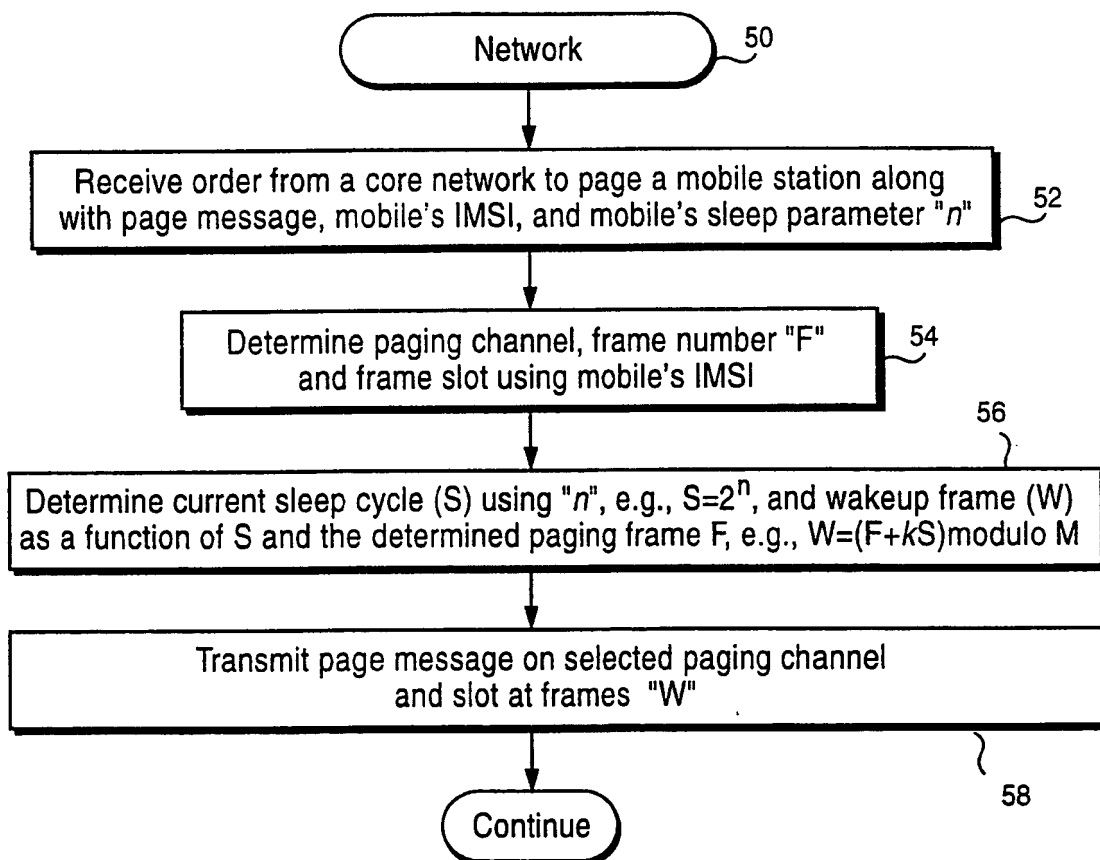 Network
50
Receive order from a core network to page a mobile station along
with page message, mobile's IMSI, and mobile's sleep parameter "n"
52
Determine paging channel, frame number "F"
and frame slot using mobile's IMSI
54
56
Determine current sleep cycle (S) using "n", e.g., S=2ⁿ, and wakeup frame (W)
as a function of S and the determined paging frame F, e.g., W=(F+kS)modulo M
Transmit page message on selected paging channel
and slot at frames "W"
58
Continue